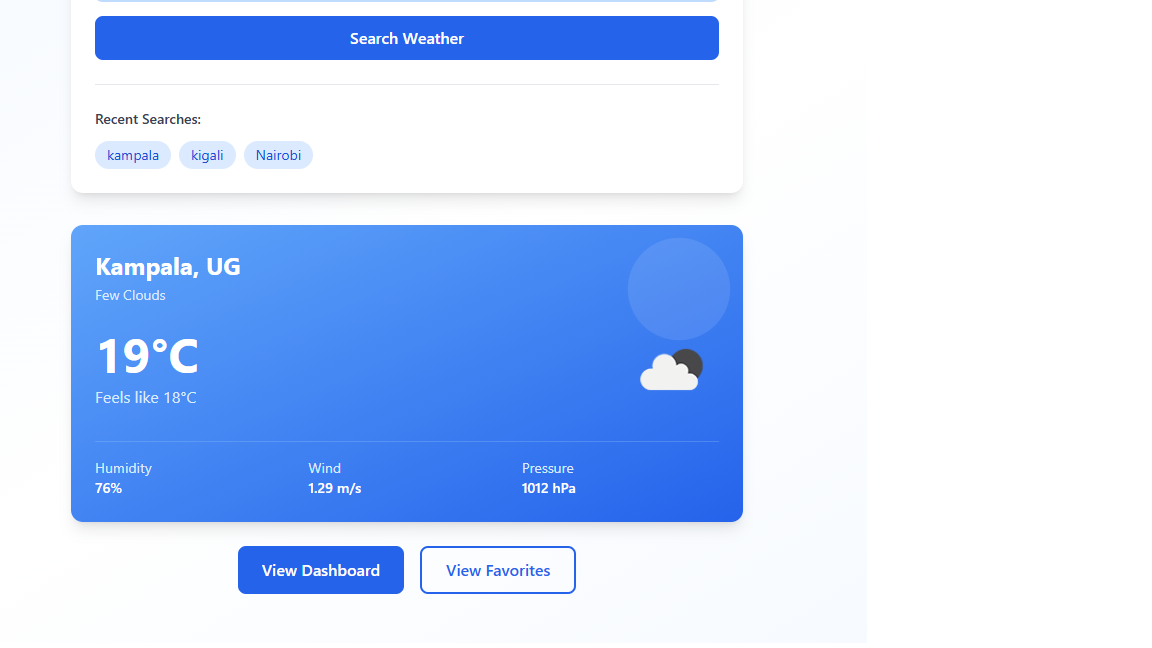 Search Weather
Recent Searches:
kampala kigali Nairobi
Kampala, UG
Few Clouds
19°C
Feels like 18°C
Humidity Wind Pressure
76% 1.29 m/s 1012 hPa
View Dashboard View Favorites